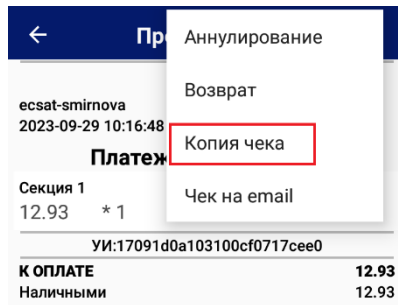 Пр
Аннулирование
Возврат
Копия чека
Чек на email
ecsat-smirnova
2023-09-29 10:16:48
Платеж
Секция 1
12.93 * 1
УИ:17091d0a103100cf0717cee0
К ОПЛАТЕ 12.93
Наличными 12.93